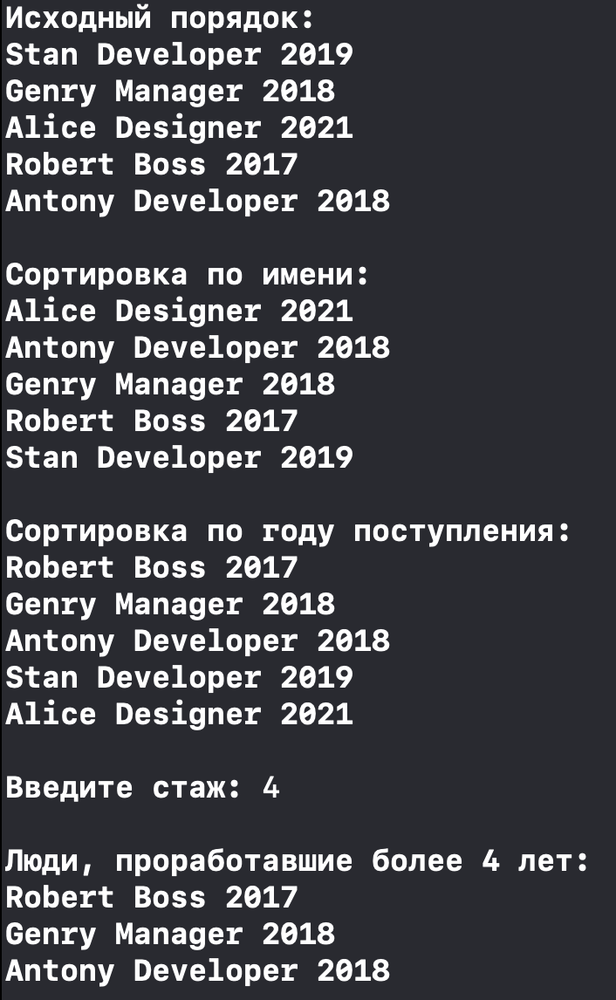 Исходный порядок:
Stan Developer 2019
Genry Manager 2018
Alice Designer 2021
Robert Boss 2017
Antony Developer 2018
Сортировка по имени:
Alice Designer 2021
Antony Developer 2018
Genry Manager 2018
Robert Boss 2017
Stan Developer 2019
Сортировка по году поступления:
Robert Boss 2017
Genry Manager 2018
Antony Developer 2018
Stan Developer 2019
Alice Designer 2021
Введите стаж: 4
Люди, проработавшие более 4 лет:
Robert Boss 2017
Genry Manager 2018
Antony Developer 2018